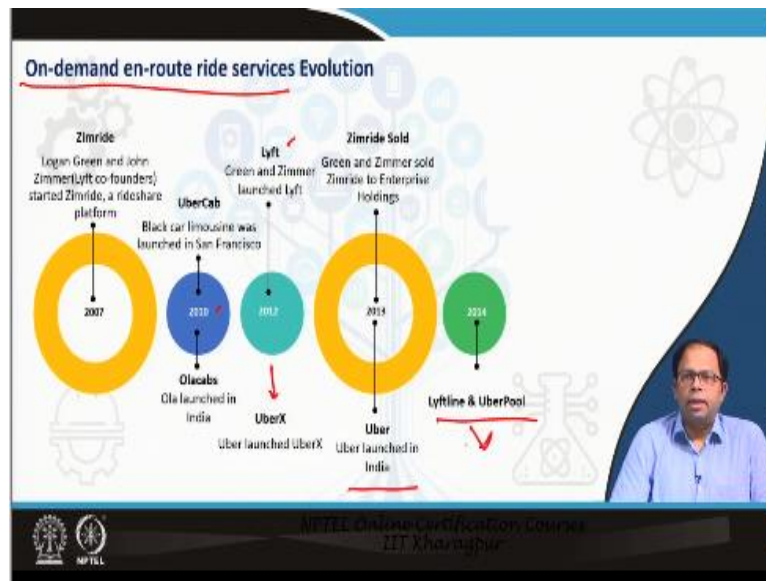 On-demand en-route ride services Evolution
Zimride
Logan Green and John
Zimmer(Lyft co-founders)
started Zimride, a rideshare
platform
UberCab
Black car limousine was
launched in San Francisco
Lyft
Green and Zimmer
launched Lyft
Zimride Sold
Green and Zimmer sold
Zimride to Enterprise
Holdings
2007
2010
2012
2013
2014
Olacabs
Ola launched in
India
UberX
Uber launched UberX
Uber
Uber launched in
India
Lyftline & UberPool
NPTEL
NPTEL Online Certification Courses
IIT Kharagpur